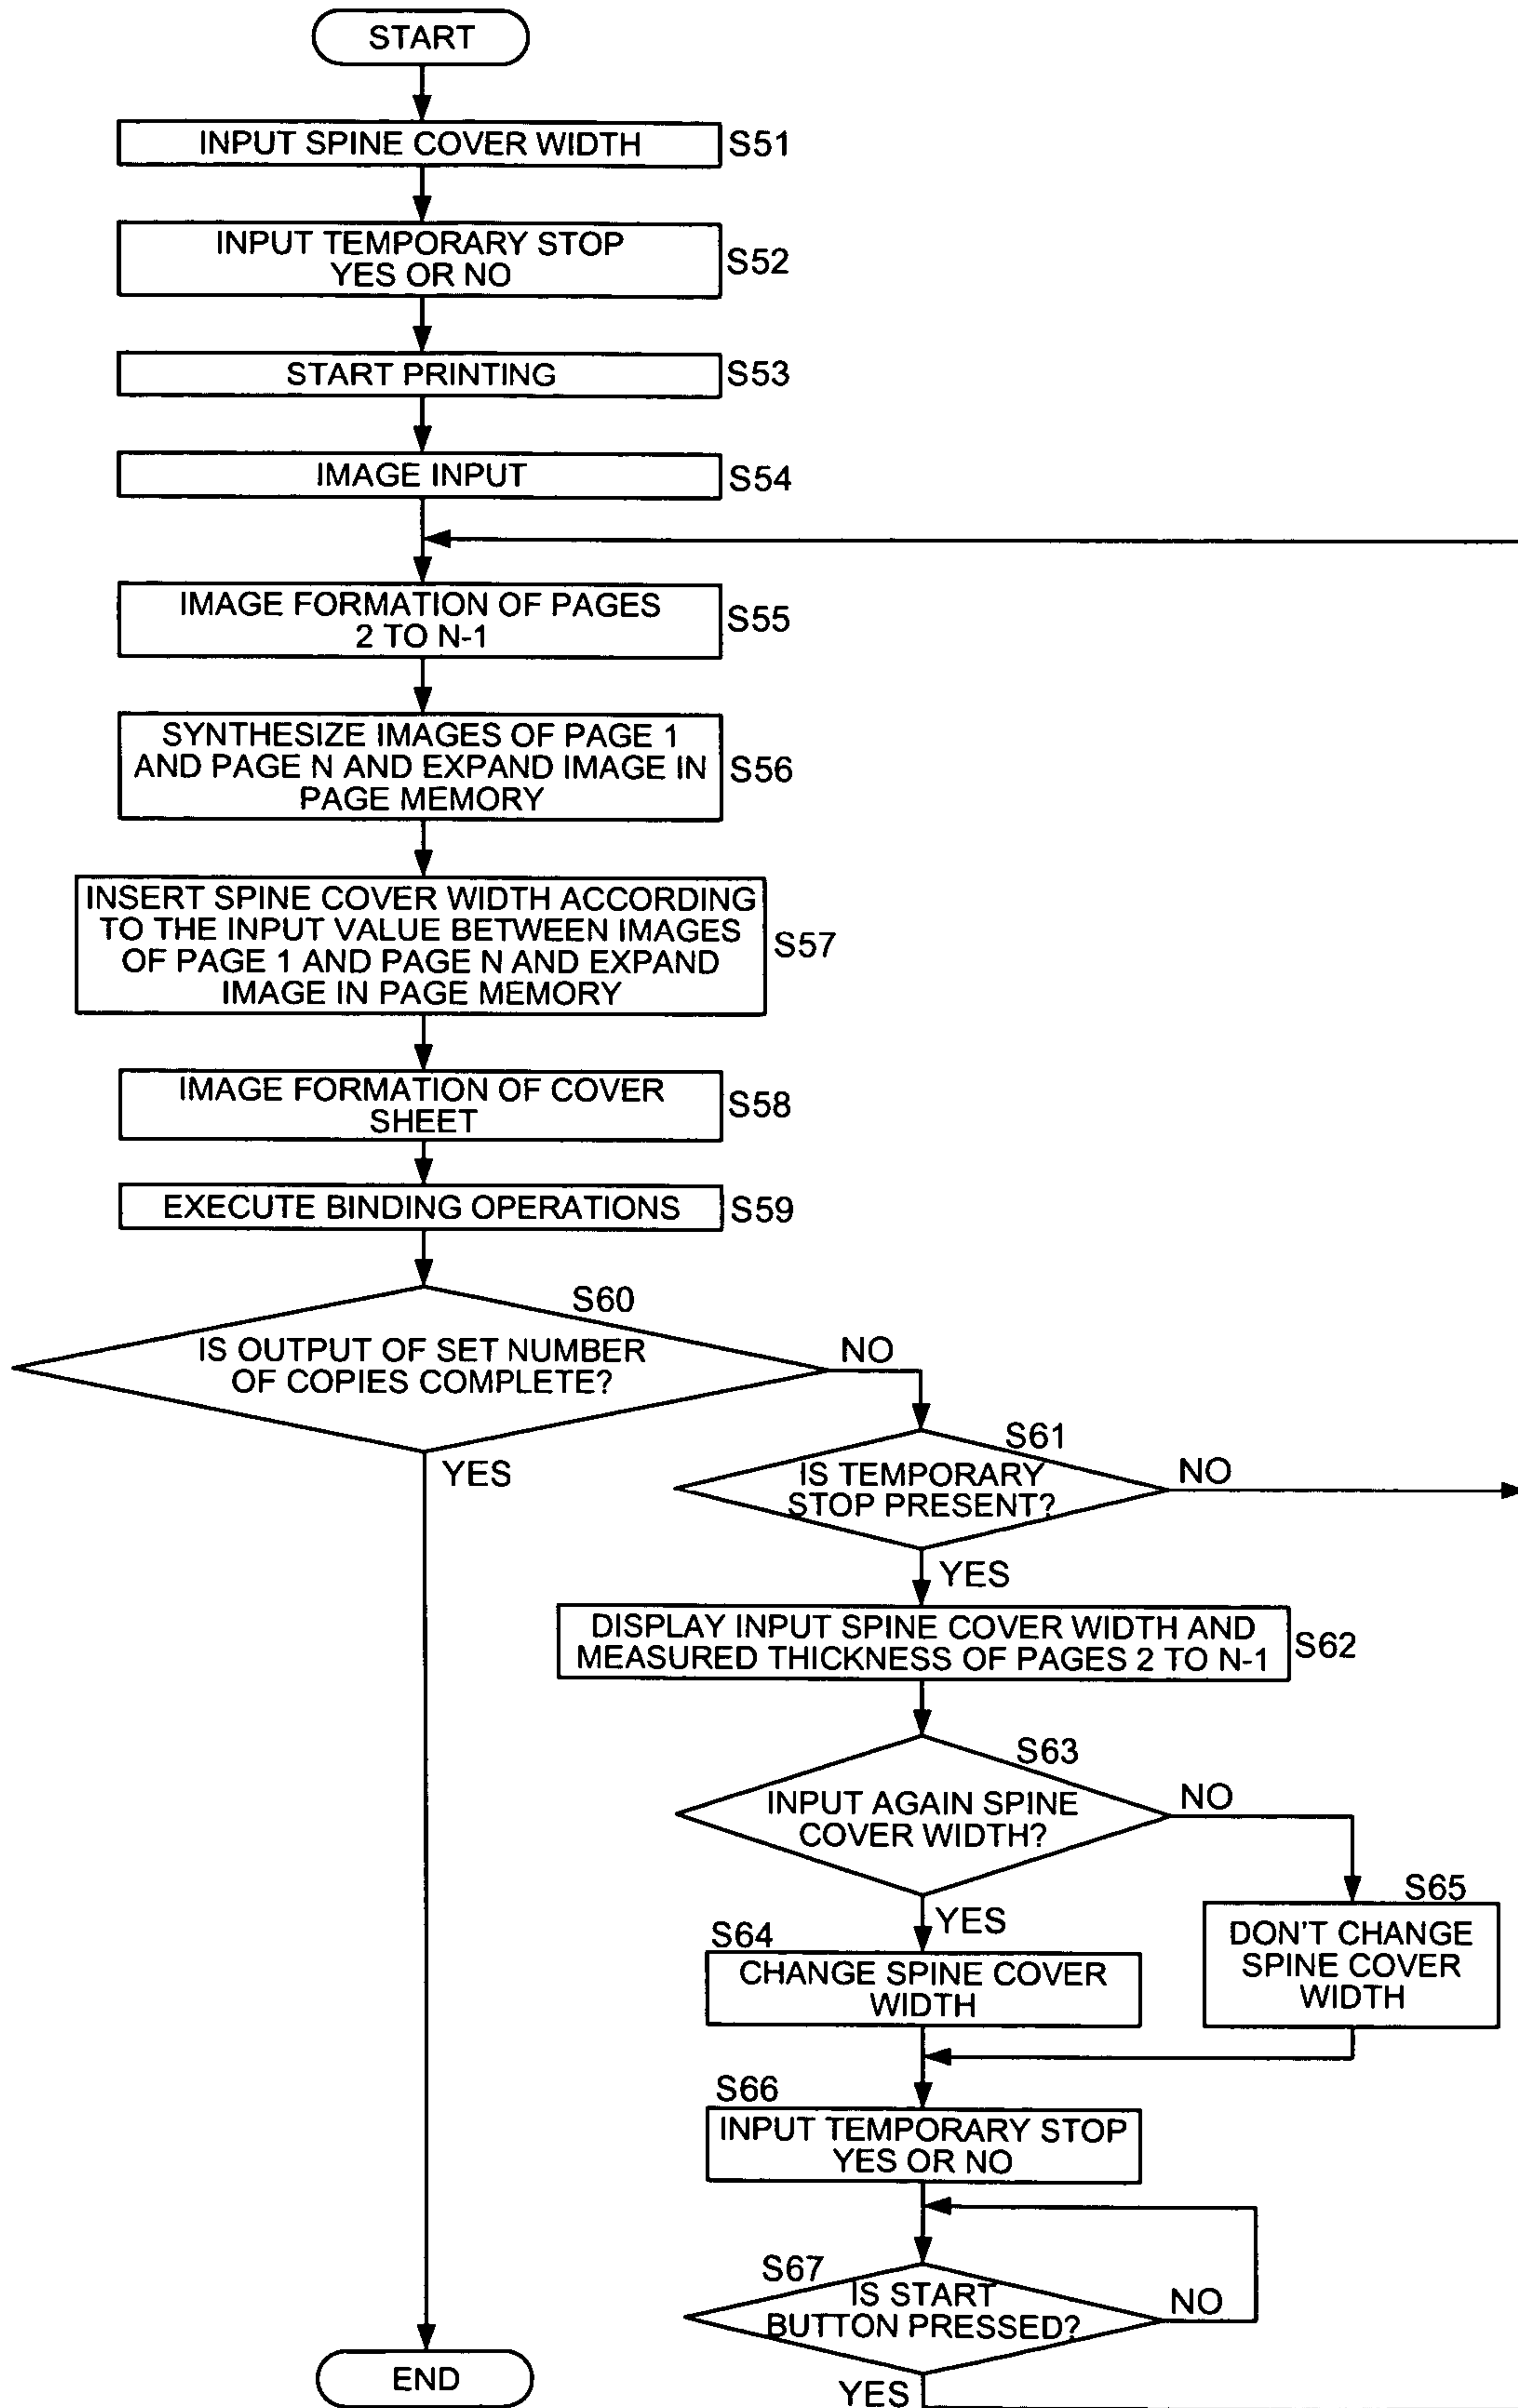 START
INPUT SPINE COVER WIDTH
S51
INPUT TEMPORARY STOP
YES OR NO
S52
START PRINTING
S53
IMAGE INPUT
S54
IMAGE FORMATION OF PAGES
2 TO N-1
S55
SYNTHESIZE IMAGES OF PAGE 1
AND PAGE N AND EXPAND IMAGE IN
PAGE MEMORY
S56
INSERT SPINE COVER WIDTH ACCORDING
TO THE INPUT VALUE BETWEEN IMAGES
OF PAGE 1 AND PAGE N AND EXPAND
IMAGE IN PAGE MEMORY
S57
IMAGE FORMATION OF COVER
SHEET
S58
EXECUTE BINDING OPERATIONS
S59
S60
IS OUTPUT OF SET NUMBER
OF COPIES COMPLETE?
NO
YES
S61
IS TEMPORARY
STOP PRESENT?
NO
YES
DISPLAY INPUT SPINE COVER WIDTH AND
MEASURED THICKNESS OF PAGES 2 TO N-1
S62
S63
INPUT AGAIN SPINE
COVER WIDTH?
NO
YES
S64
CHANGE SPINE COVER
WIDTH
S65
DON'T CHANGE
SPINE COVER
WIDTH
S66
INPUT TEMPORARY STOP
YES OR NO
S67
IS START
BUTTON PRESSED?
NO
YES
END